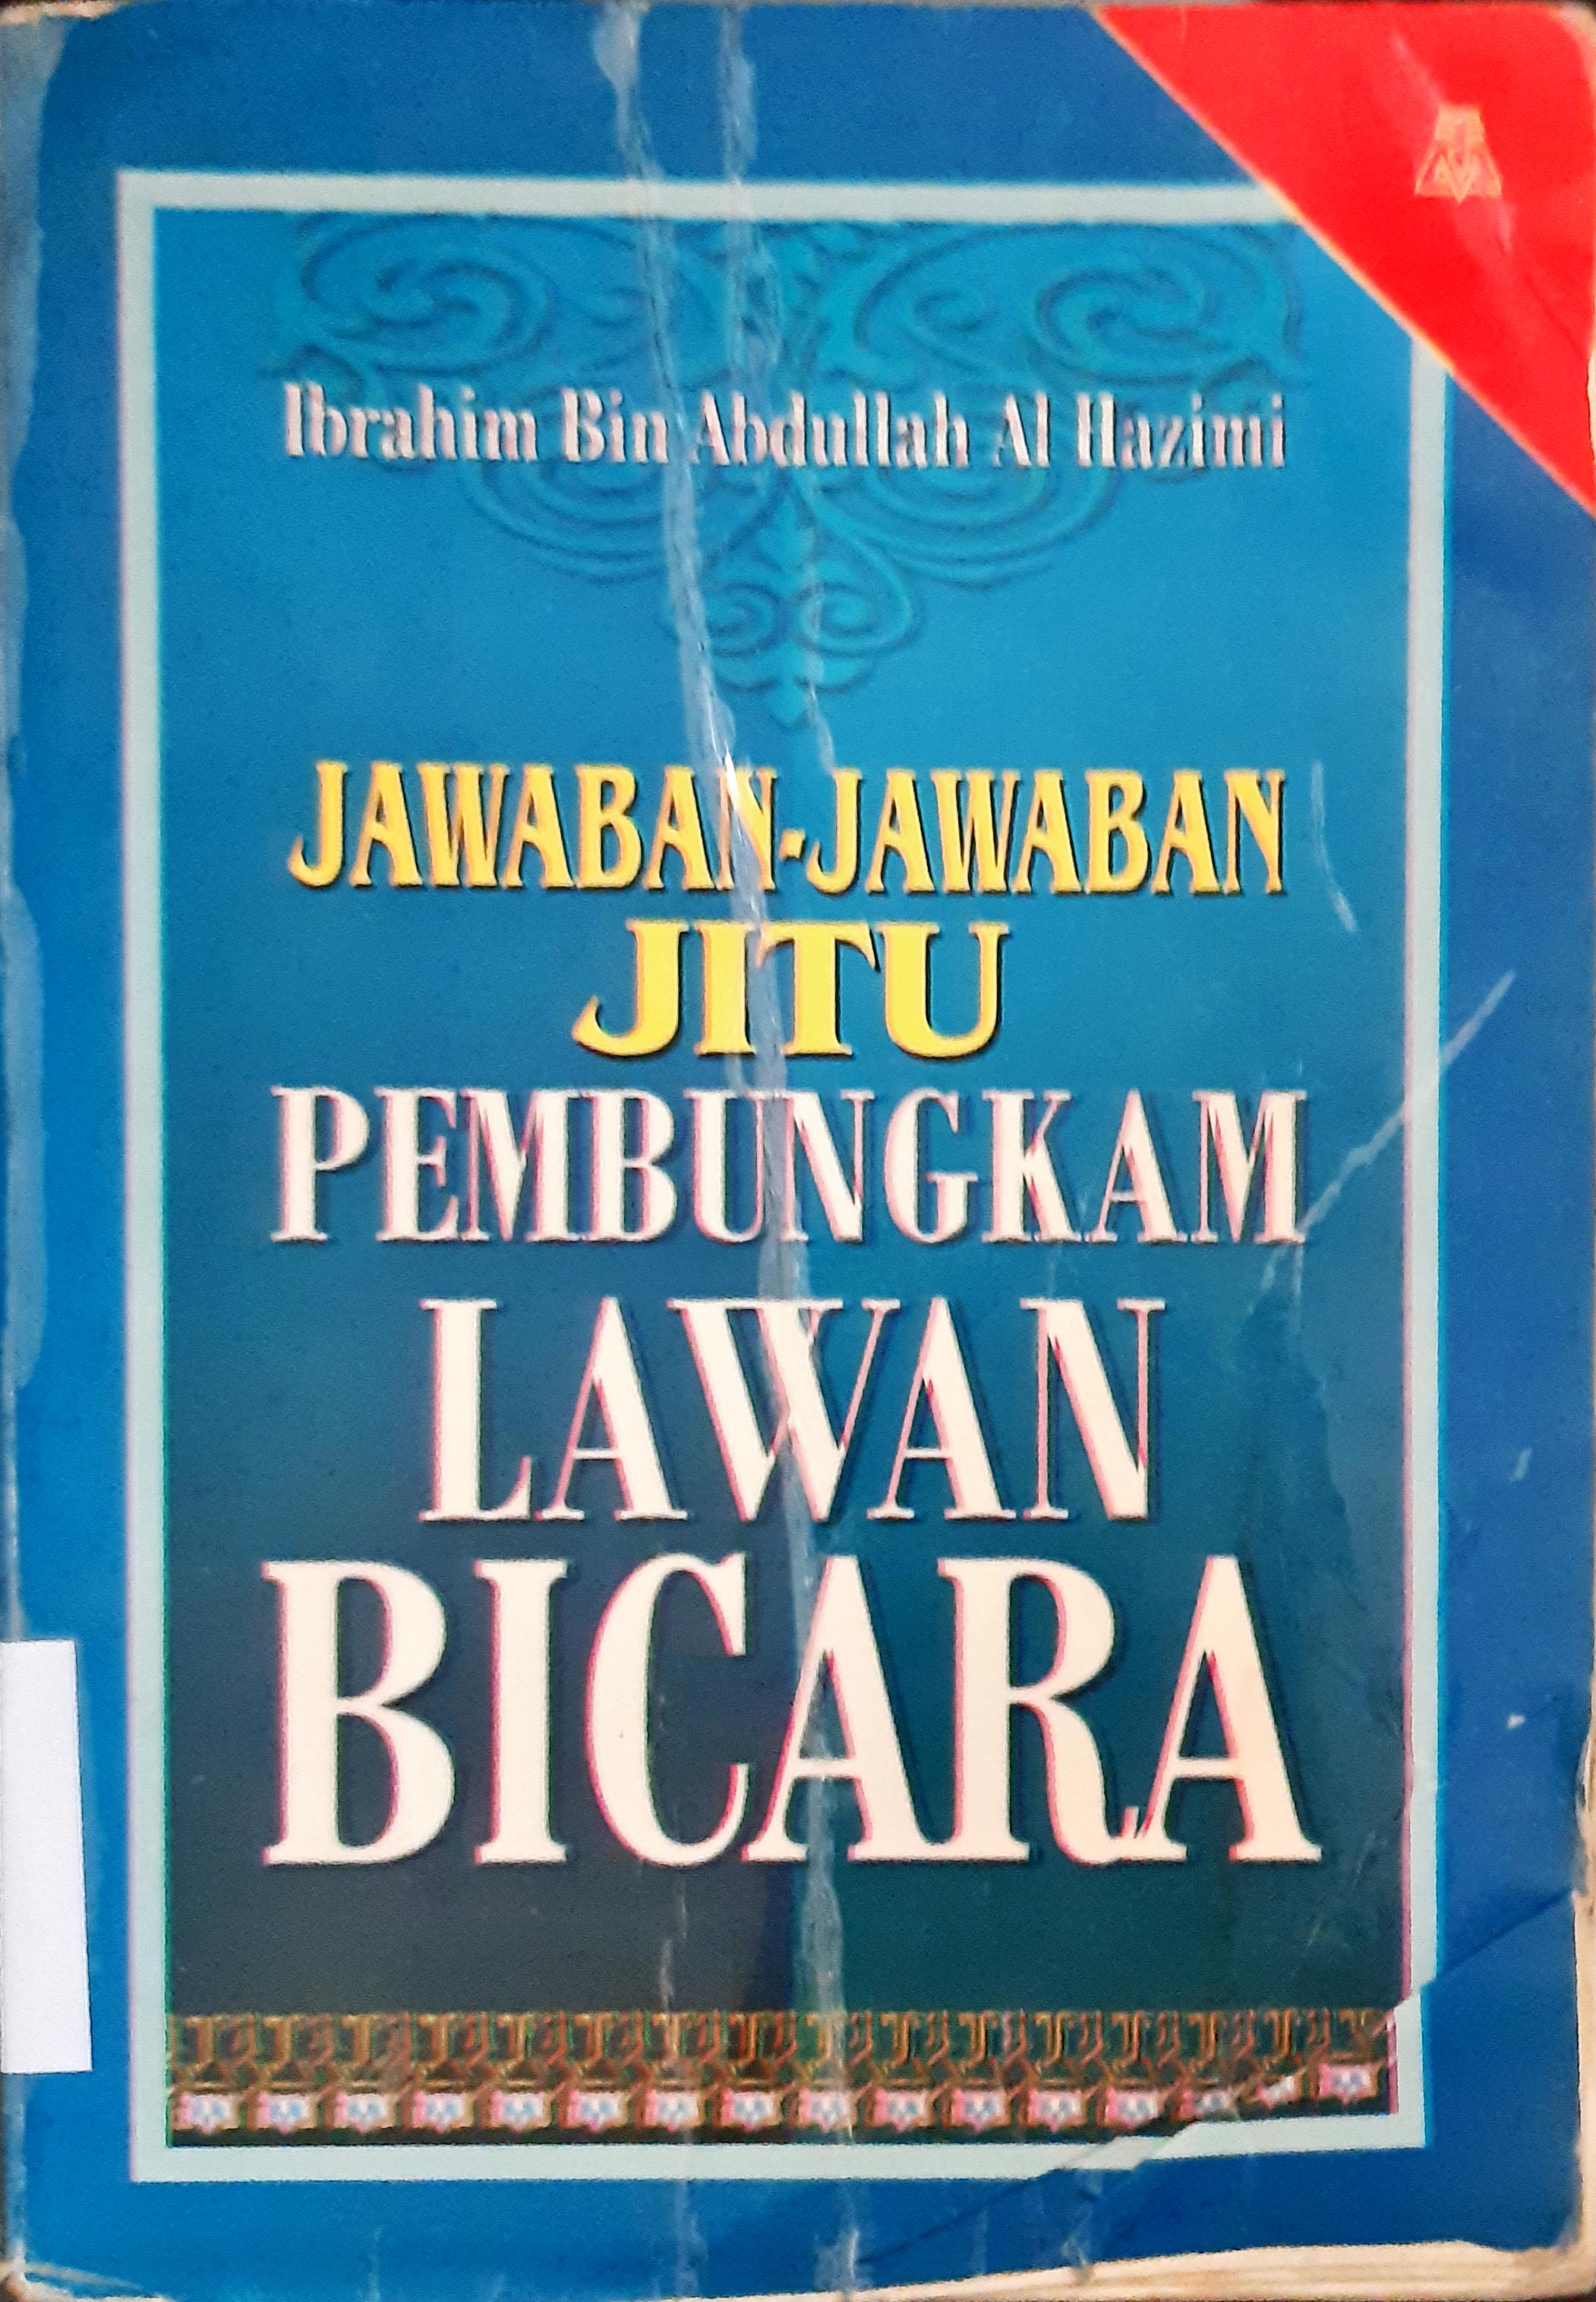 Ibrahim Bin Abdullah Al Hazimi
JAWABAN-JAWABAN
JITU
PEMBUNGKAM
LAWAN
BICARA